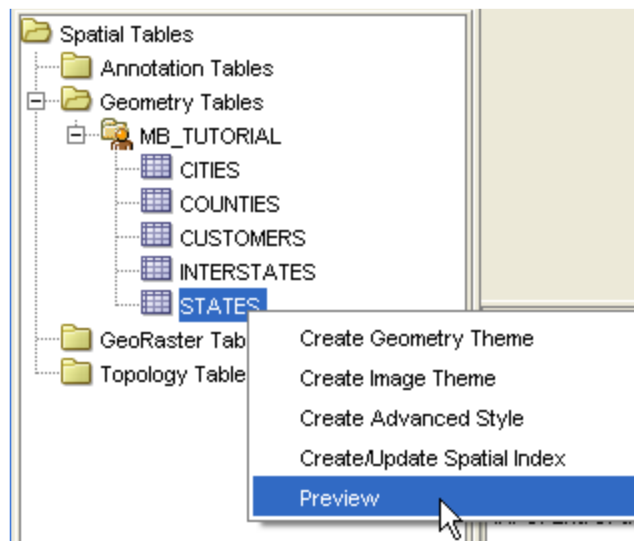 Spatial Tables
Annotation Tables
Geometry Tables
MB_TUTORIAL
CITIES
COUNTIES
CUSTOMERS
INTERSTATES
STATES
GeoRaster Tab
Topology Table
Create Geometry Theme
Create Image Theme
Create Advanced Style
Create/Update Spatial Index
Preview